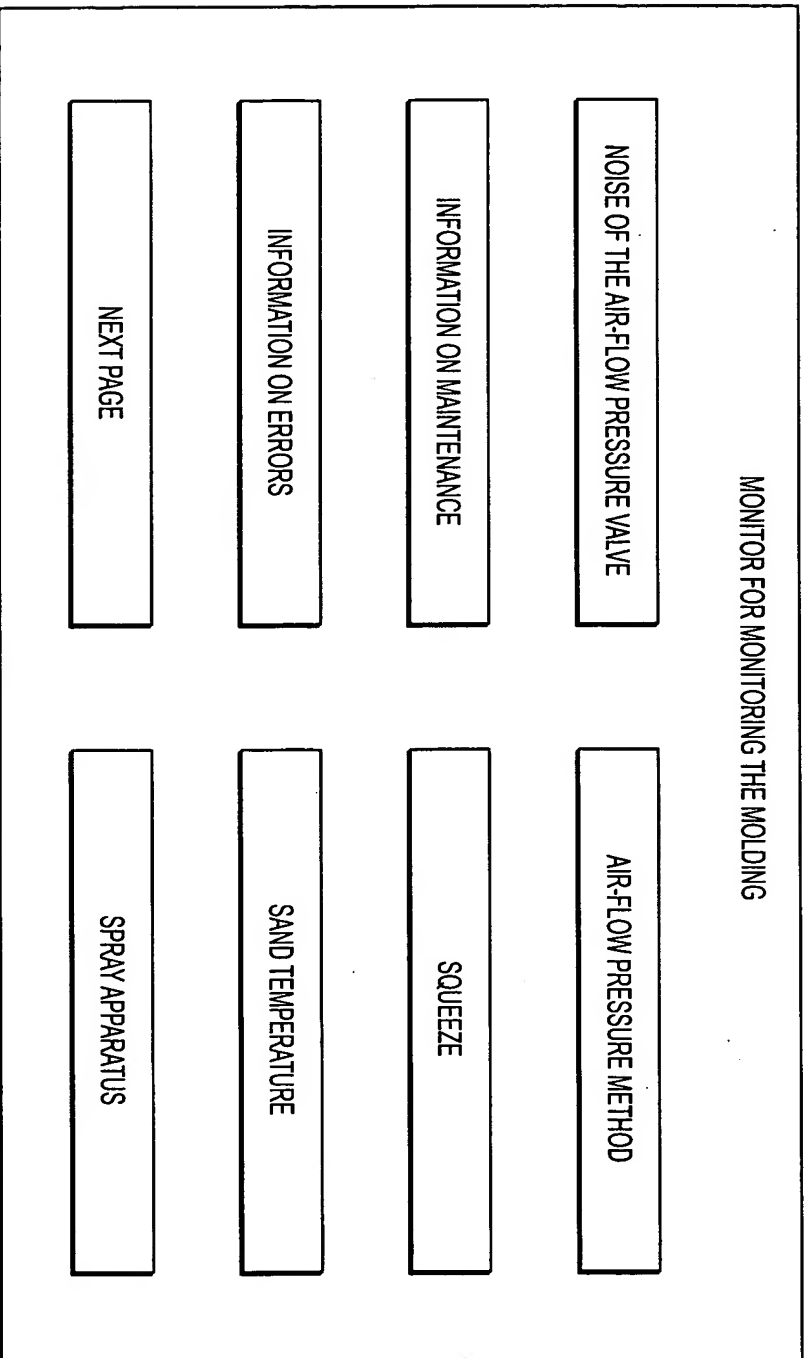 MONITOR FOR MONITORING THE MOLDING
NOISE OF THE AIR-FLOW PRESSURE VALVE
AIR-FLOW PRESSURE METHOD
INFORMATION ON MAINTENANCE
SQUEEZE
INFORMATION ON ERRORS
SAND TEMPERATURE
NEXT PAGE
SPRAY APPARATUS